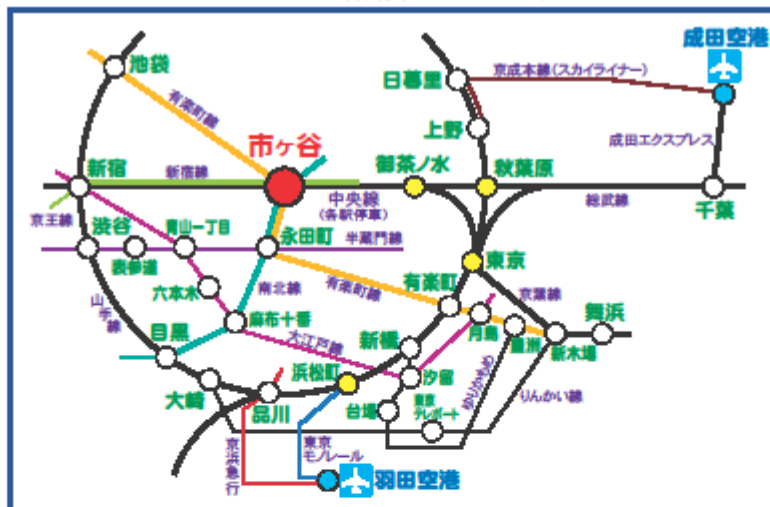 成田空港
池袋
日暮里
京成本線(スカイライナー)
有楽町線
上野
成田エクスプレス
市ヶ谷
御茶ノ水
秋葉原
新宿
新宿線
中央線
(各駅停車)
総武線
千葉
京王線
渋谷
青山一丁目
永田町
半蔵門線
表参道
東京
六本木
南北線
有楽町線
有楽町
京葉線
舞浜
山手線
麻布十番
月島
豊洲
新木場
目黒
大江戸線
新橋
汐留
ゆりかもめ
りんかい線
大崎
品川
浜松町
台場
東京
テレポート
京浜急行
東京
モノレール
羽田空港